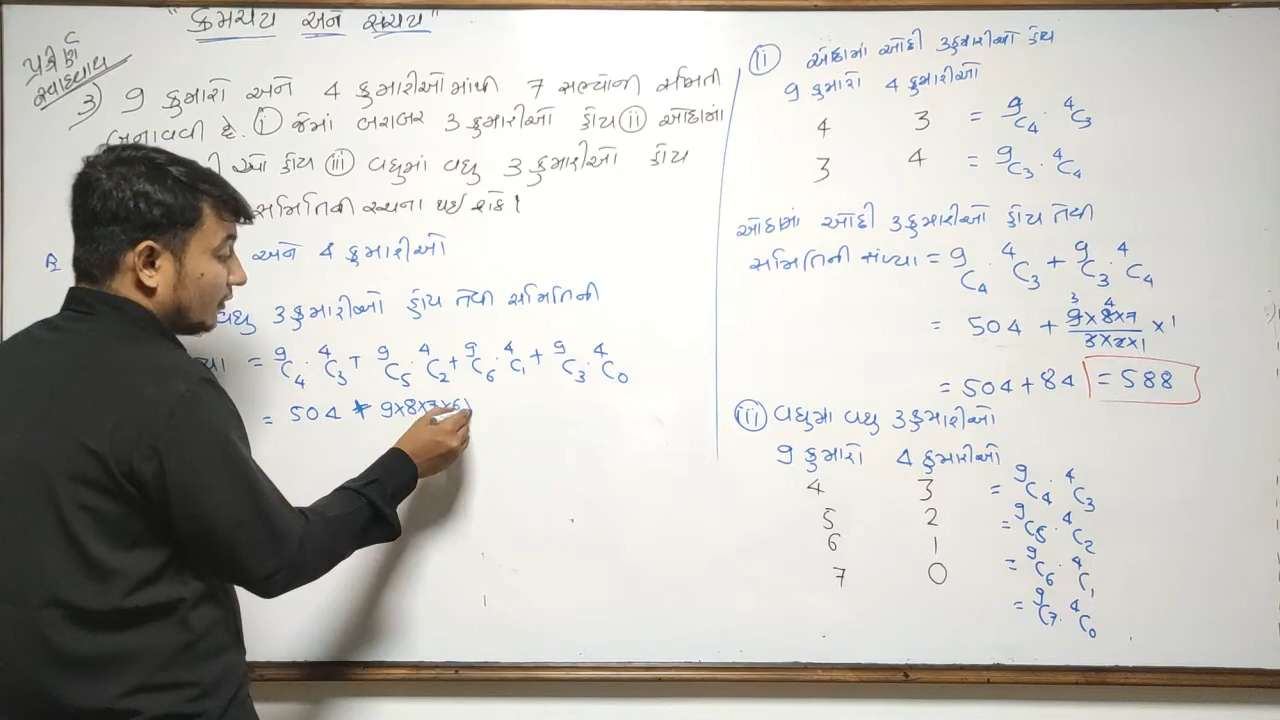 "ક્રમચય અને સંચય"
પ્રકીર્ણ
સ્વાધ્યાય
3) 9 કુમારો અને 4 કુમારીઓમાંથી 7 સભ્યોની સમિતિ
બનાવવી છે. (i) જેમાં બરાબર 3 કુમારીઓ હોય (ii) ઓછામાં
ઓ હોય (iii) વધુમાં વધુ 3 કુમારીઓ હોય
સમિતિની રચના થઈ શકે ?
અને 4 કુમારીઓ
વધુ 3 કુમારીઓ હોય તેવી સમિતિની
= ⁹C₄ · ⁴C₃ + ⁹C₅ · ⁴C₂ + ⁹C₆ · ⁴C₁ + ⁹C₃ · ⁴C₀
= 504 + 9×8×7×6
(ii) ઓછામાં ઓછી 3 કુમારીઓ હોય
9 કુમારો 4 કુમારીઓ
4 3 = ⁹C₄ · ⁴C₃
3 4 = ⁹C₃ · ⁴C₄
ઓછામાં ઓછી 3 કુમારીઓ હોય તેવી
સમિતિની સંખ્યા = ⁹C₄ · ⁴C₃ + ⁹C₃ · ⁴C₄
= 504 + 9×8×7 / 3×2×1 × 1
3 4
= 504 + 84 = 588
(iii) વધુમાં વધુ 3 કુમારીઓ
9 કુમારો 4 કુમારીઓ
4 3 = ⁹C₄ · ⁴C₃
5 2 = ⁹C₅ · ⁴C₂
6 1 = ⁹C₆ · ⁴C₁
7 0 = ⁹C₇ · ⁴C₀